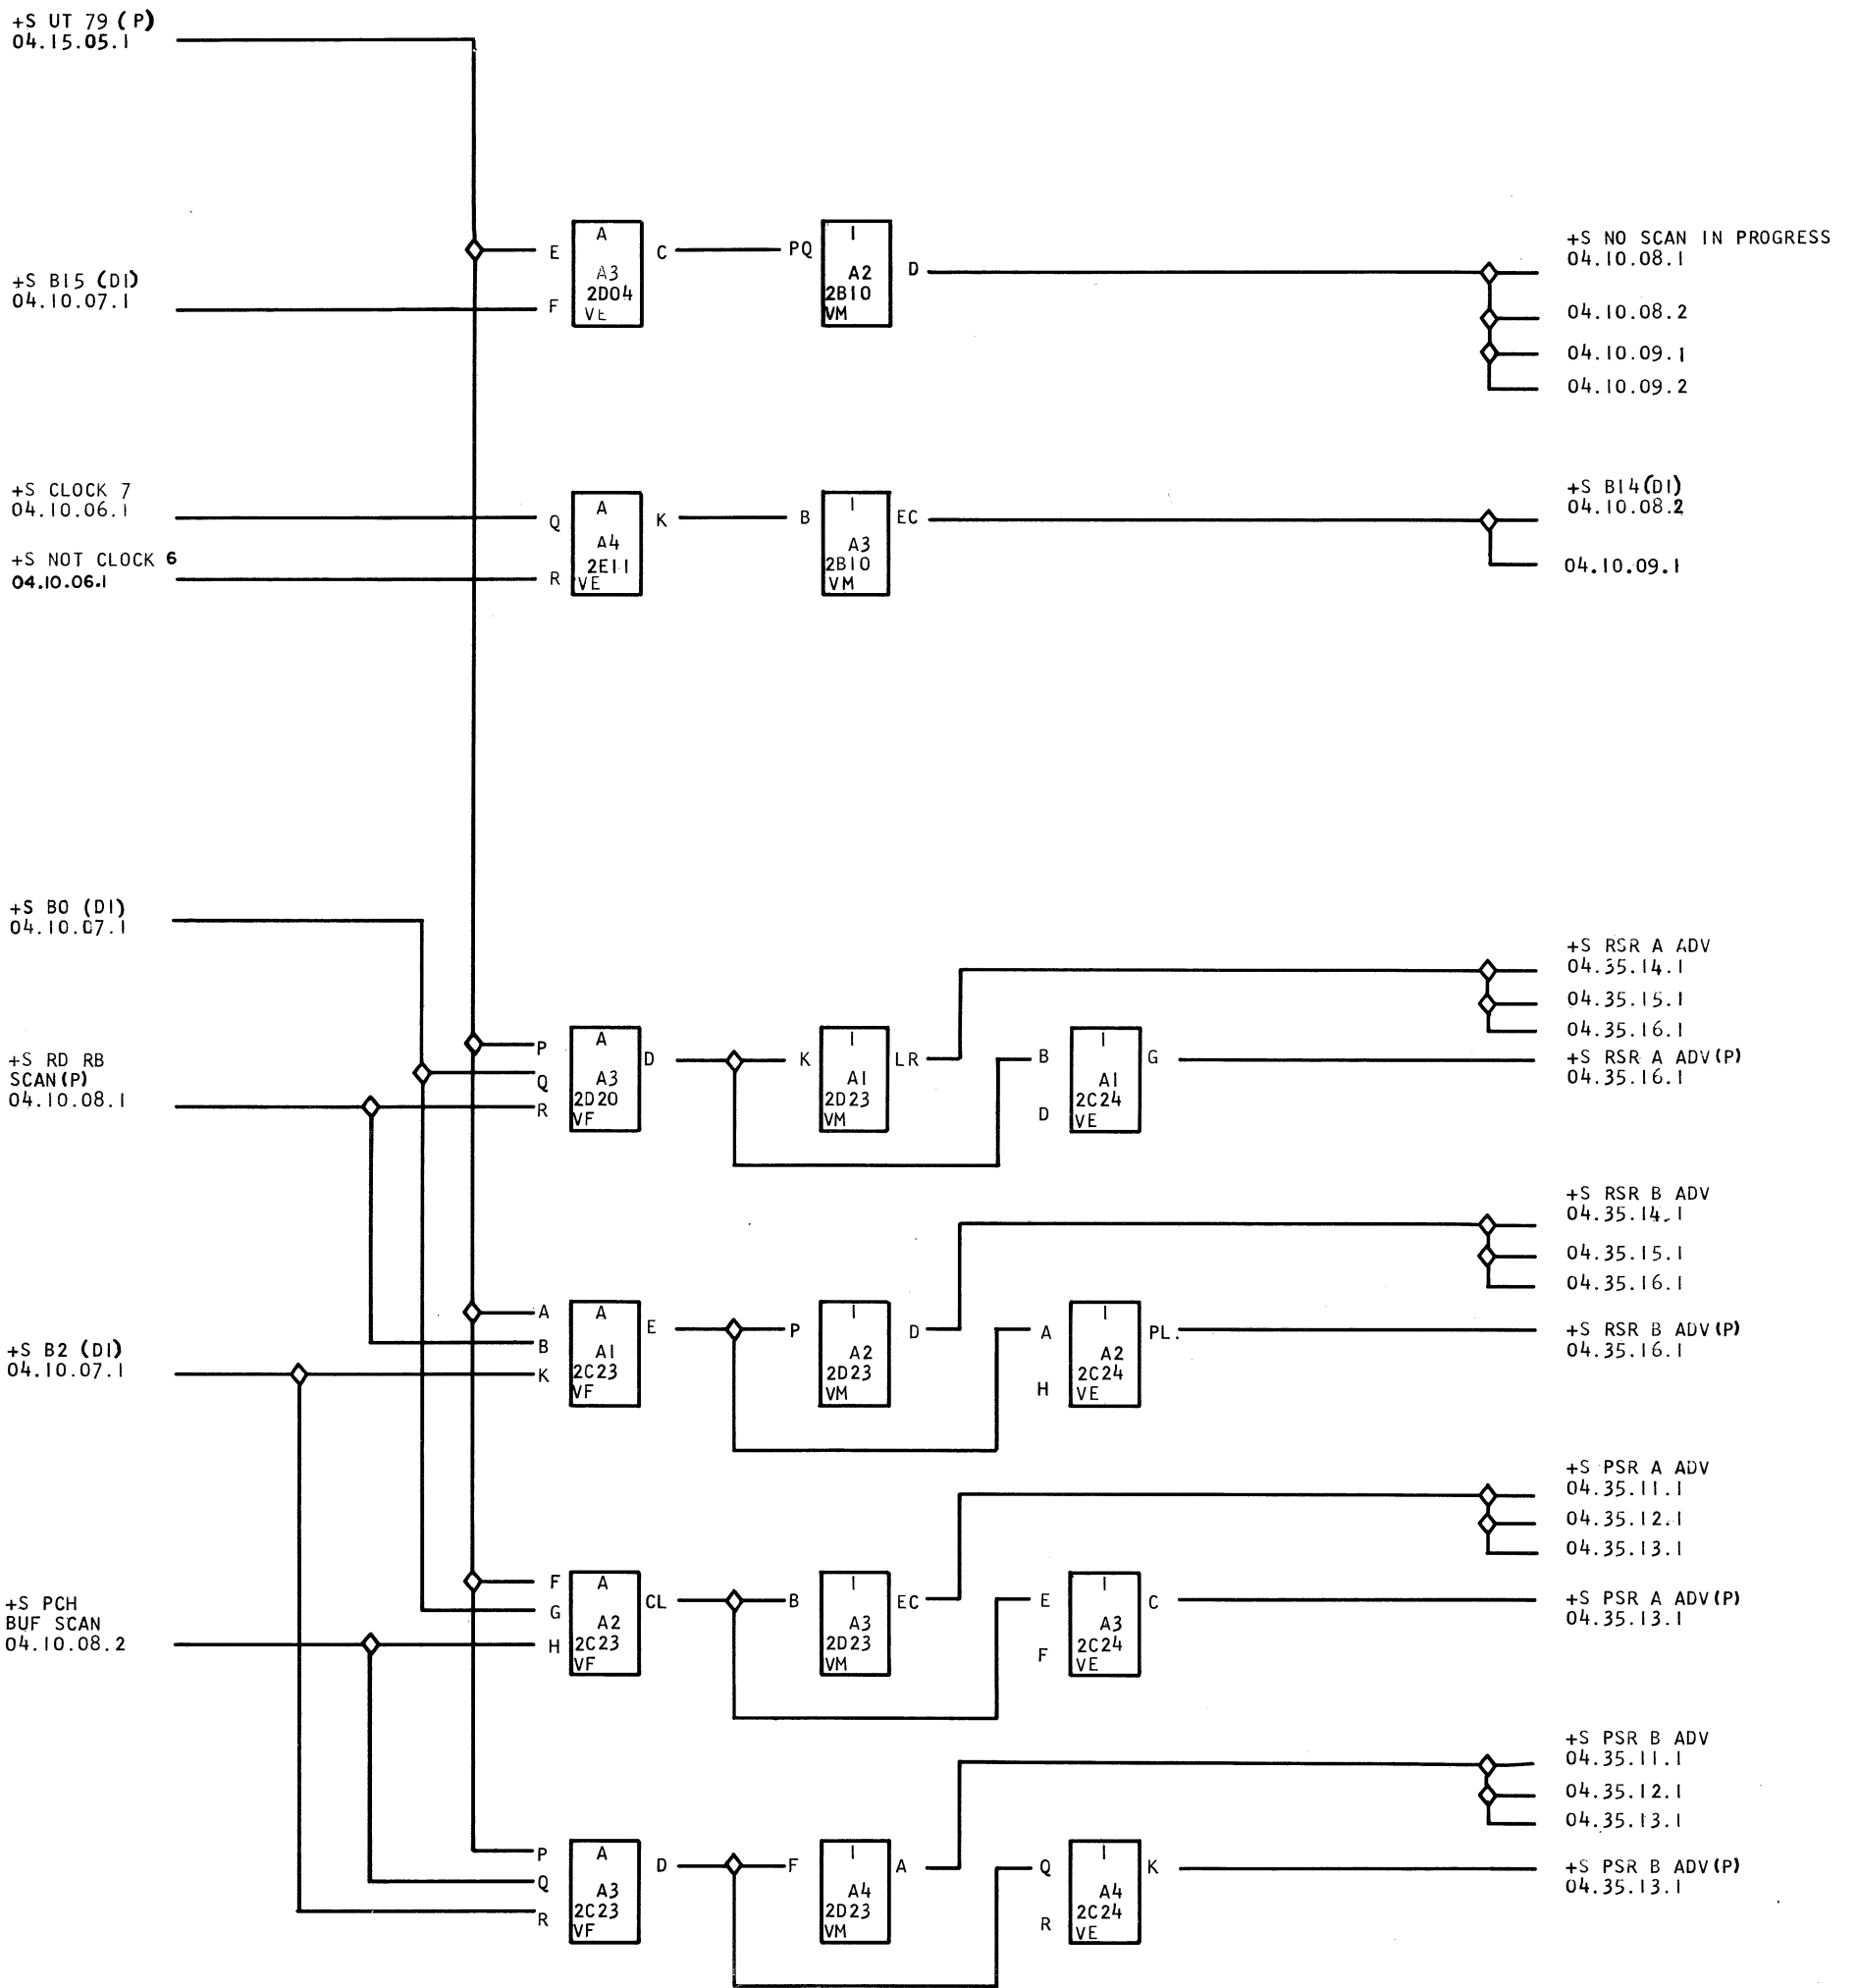 +S UT 79 (P)
04.15.05.1
E
A
A3
2D04
VE
C
PQ
I
A2
2B10
VM
D
+S NO SCAN IN PROGRESS
04.10.08.1
+S B15 (DI)
04.10.07.1
F
04.10.08.2
04.10.09.1
04.10.09.2
+S CLOCK 7
04.10.06.1
Q
A
A4
2E11
VE
K
B
I
A3
2B10
VM
EC
+S B14(DI)
04.10.08.2
+S NOT CLOCK 6
04.10.06.1
R
04.10.09.1
+S B0 (DI)
04.10.07.1
+S RSR A ADV
04.35.14.1
04.35.15.1
04.35.16.1
+S RD RB
SCAN(P)
04.10.08.1
P
Q
R
A
A3
2D20
VF
D
K
I
A1
2D23
VM
LR
B
D
I
A1
2C24
VE
G
+S RSR A ADV(P)
04.35.16.1
+S RSR B ADV
04.35.14.1
04.35.15.1
04.35.16.1
+S B2 (DI)
04.10.07.1
A
B
K
A
A1
2C23
VF
E
P
I
A2
2D23
VM
D
A
H
I
A2
2C24
VE
PL.
+S RSR B ADV(P)
04.35.16.1
+S PSR A ADV
04.35.11.1
04.35.12.1
04.35.13.1
+S PCH
BUF SCAN
04.10.08.2
F
G
H
A
A2
2C23
VF
CL
B
I
A3
2D23
VM
EC
E
F
I
A3
2C24
VE
C
+S PSR A ADV(P)
04.35.13.1
+S PSR B ADV
04.35.11.1
04.35.12.1
04.35.13.1
P
Q
R
A
A3
2C23
VF
D
F
I
A4
2D23
VM
A
Q
R
I
A4
2C24
VE
K
+S PSR B ADV(P)
04.35.13.1